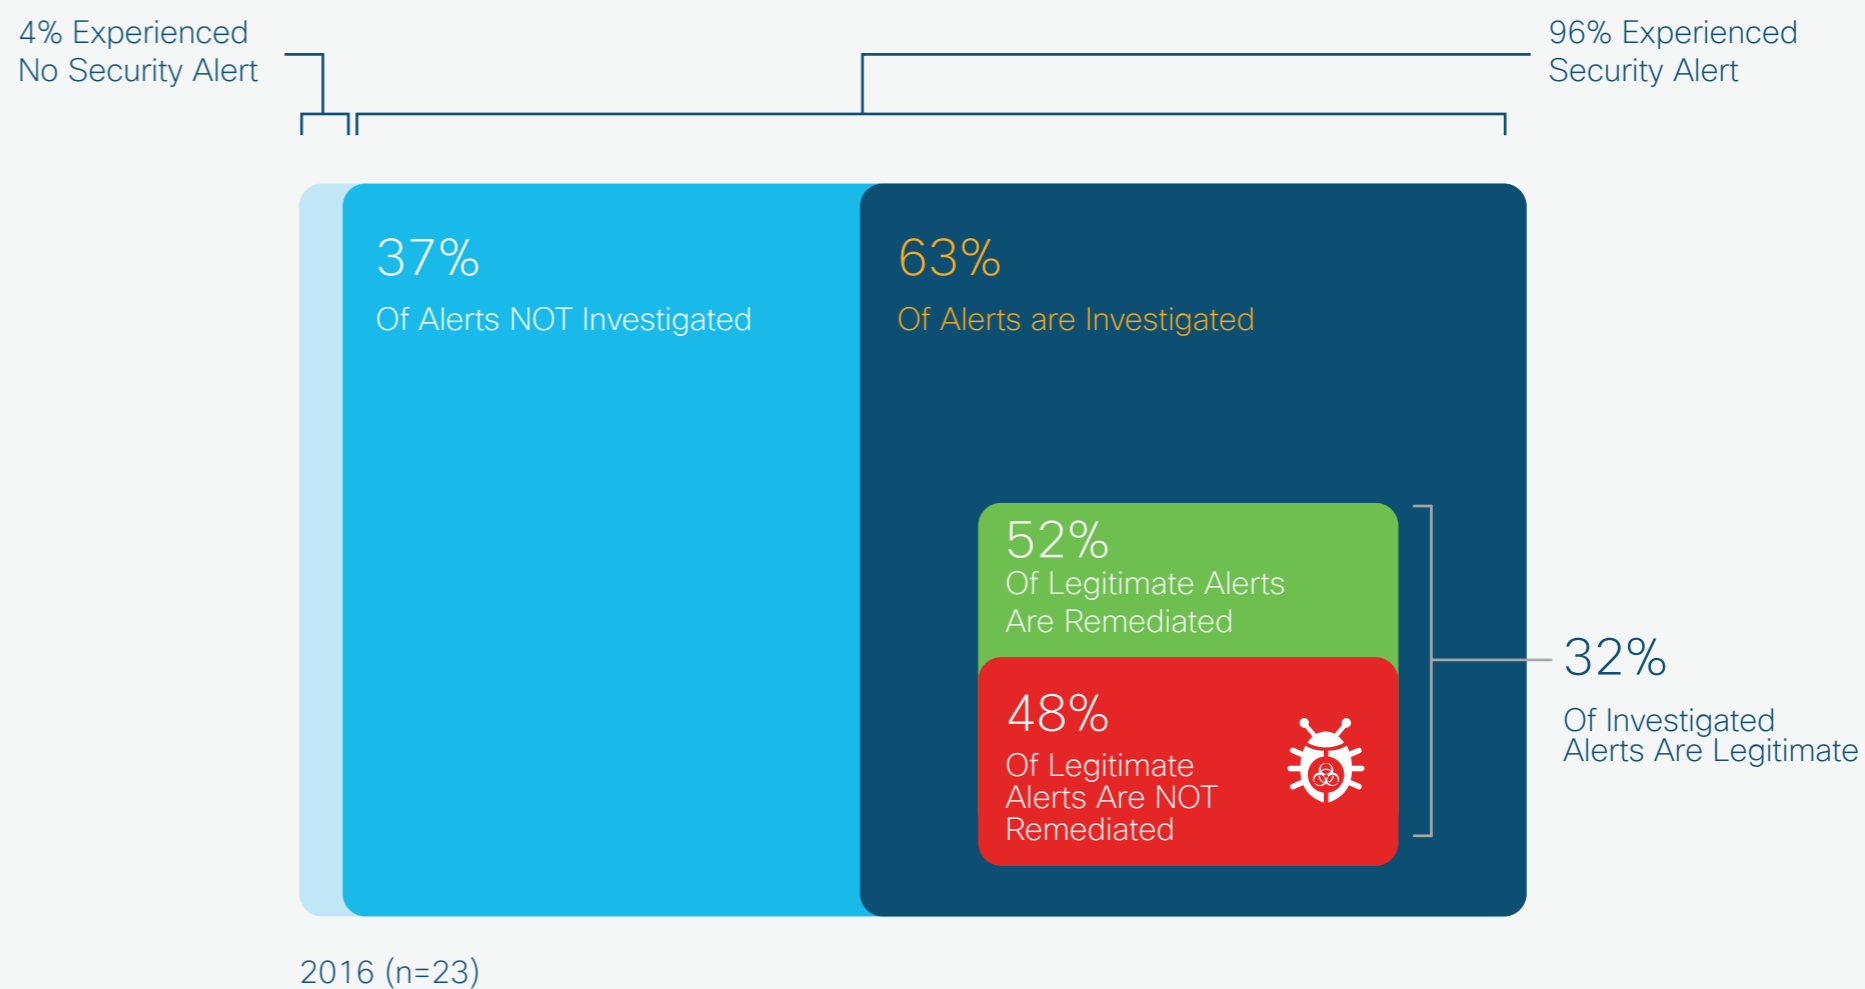 4% Experienced
No Security Alert
96% Experienced
Security Alert
37%
Of Alerts NOT Investigated
63%
Of Alerts are Investigated
52%
Of Legitimate Alerts
Are Remediated
48%
Of Legitimate
Alerts Are NOT
Remediated
32%
Of Investigated
Alerts Are Legitimate
2016 (n=23)